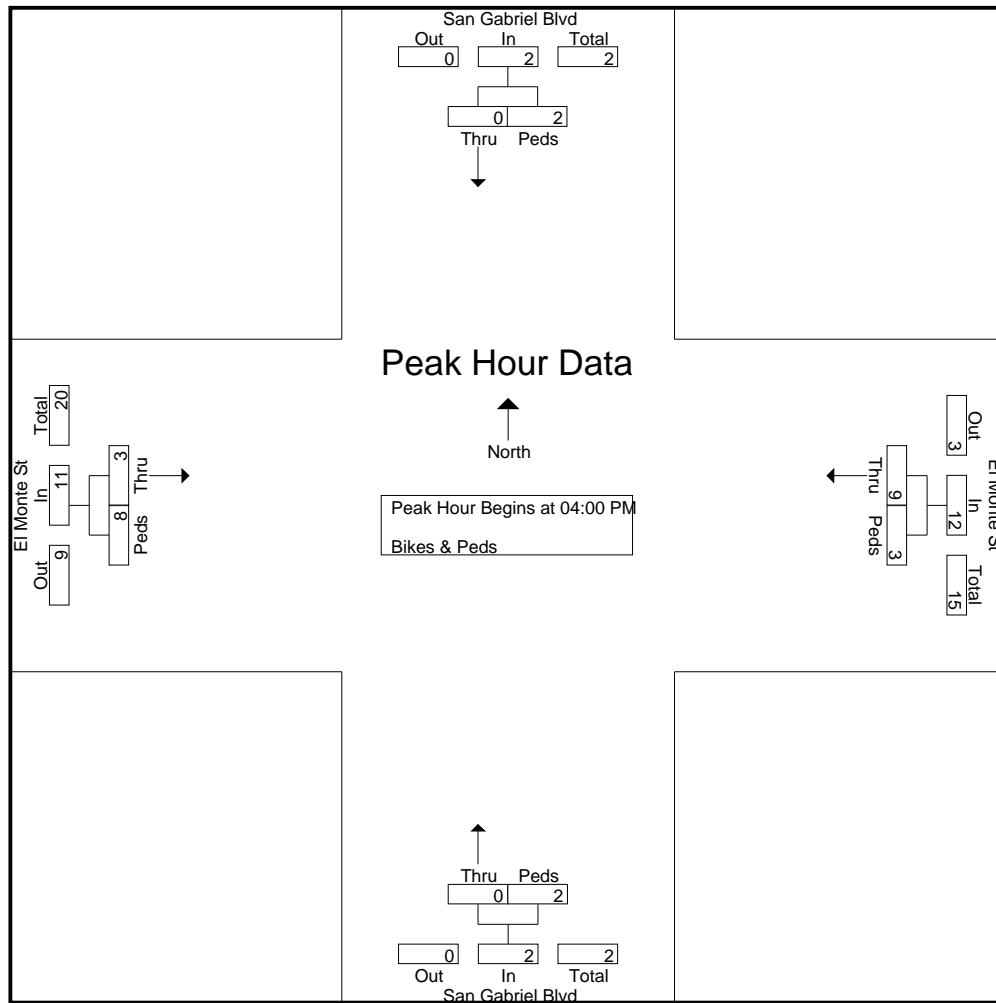 San Gabriel Blvd
Out In Total
0 2 2
0 2
Thru Peds
Peak Hour Data
North
Peak Hour Begins at 04:00 PM
Bikes & Peds
El Monte St
Total In Out
20 11 9
3 8
Thru Peds
El Monte St
Out In Total
3 12 15
9 3
Thru Peds
Thru Peds
0 2
0 2 2
Out In Total
San Gabriel Blvd